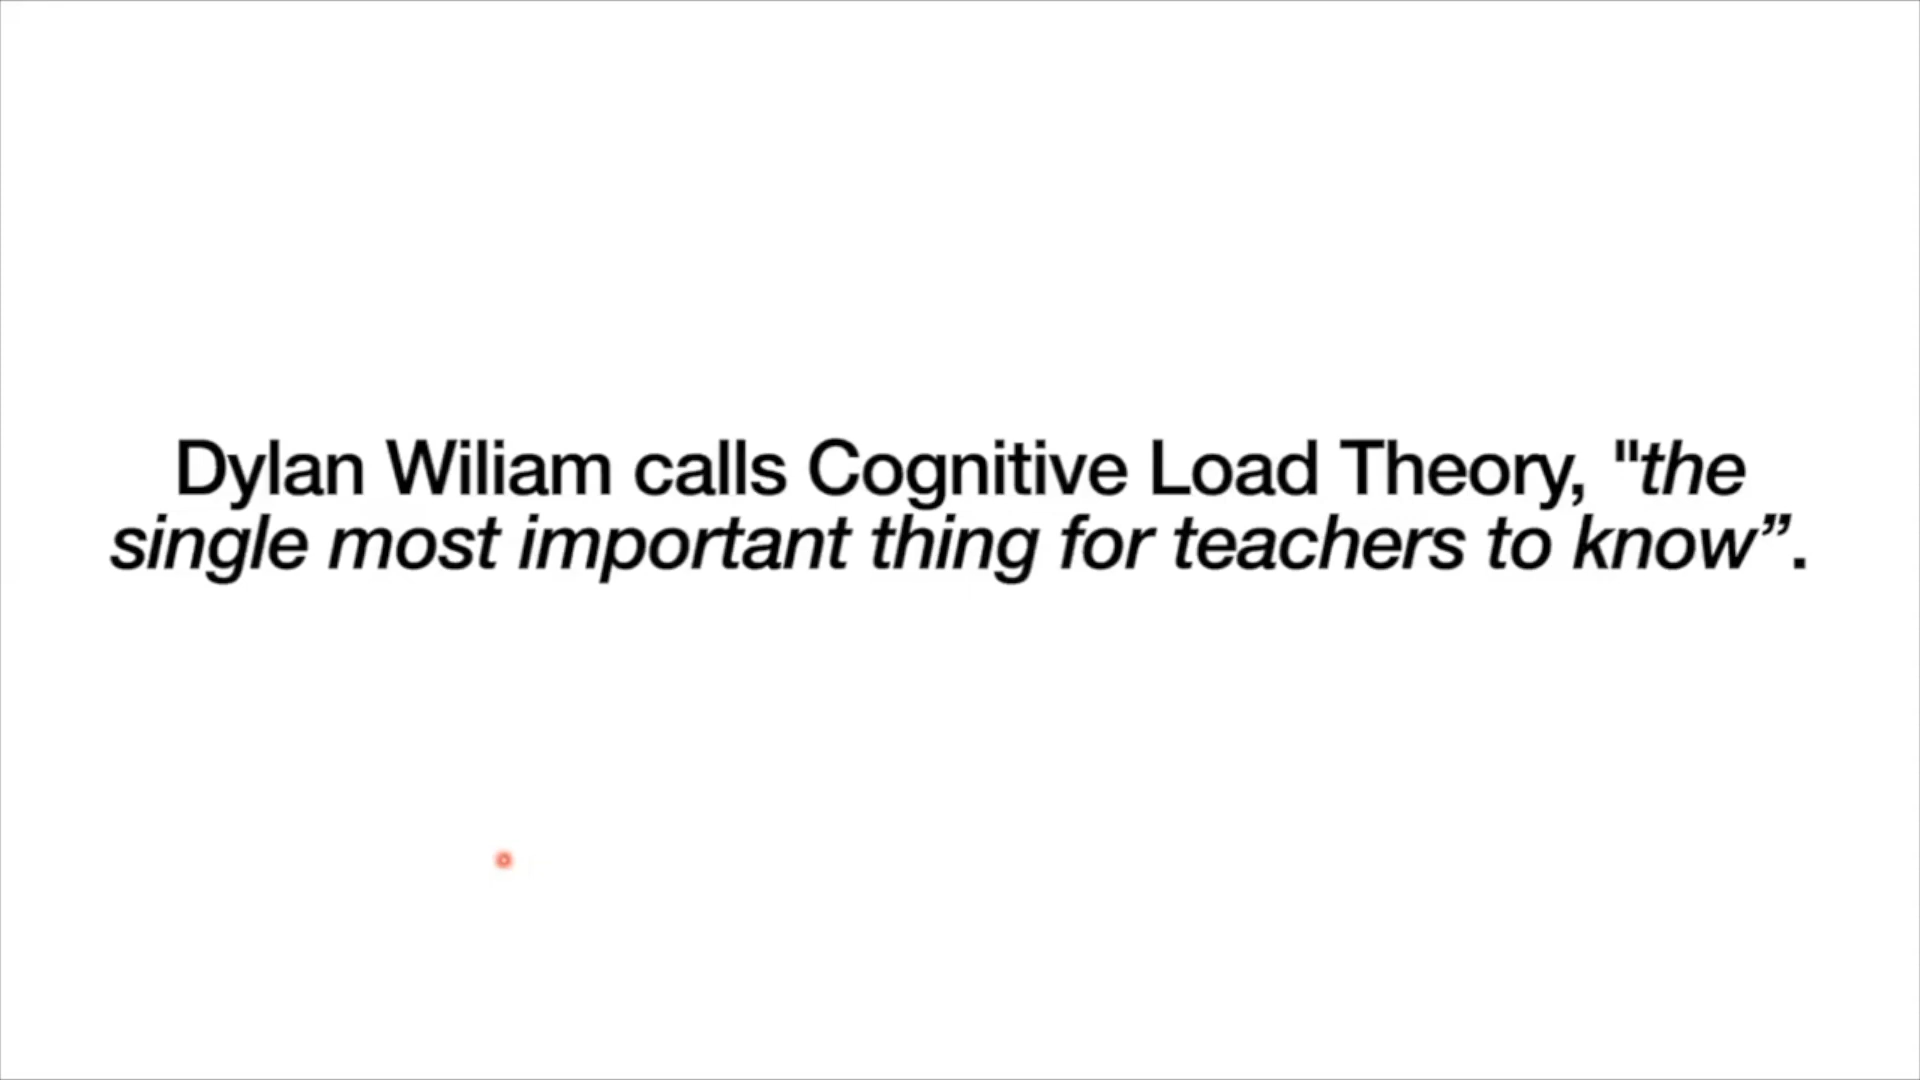 Dylan Wiliam calls Cognitive Load Theory, "the
single most important thing for teachers to know”.